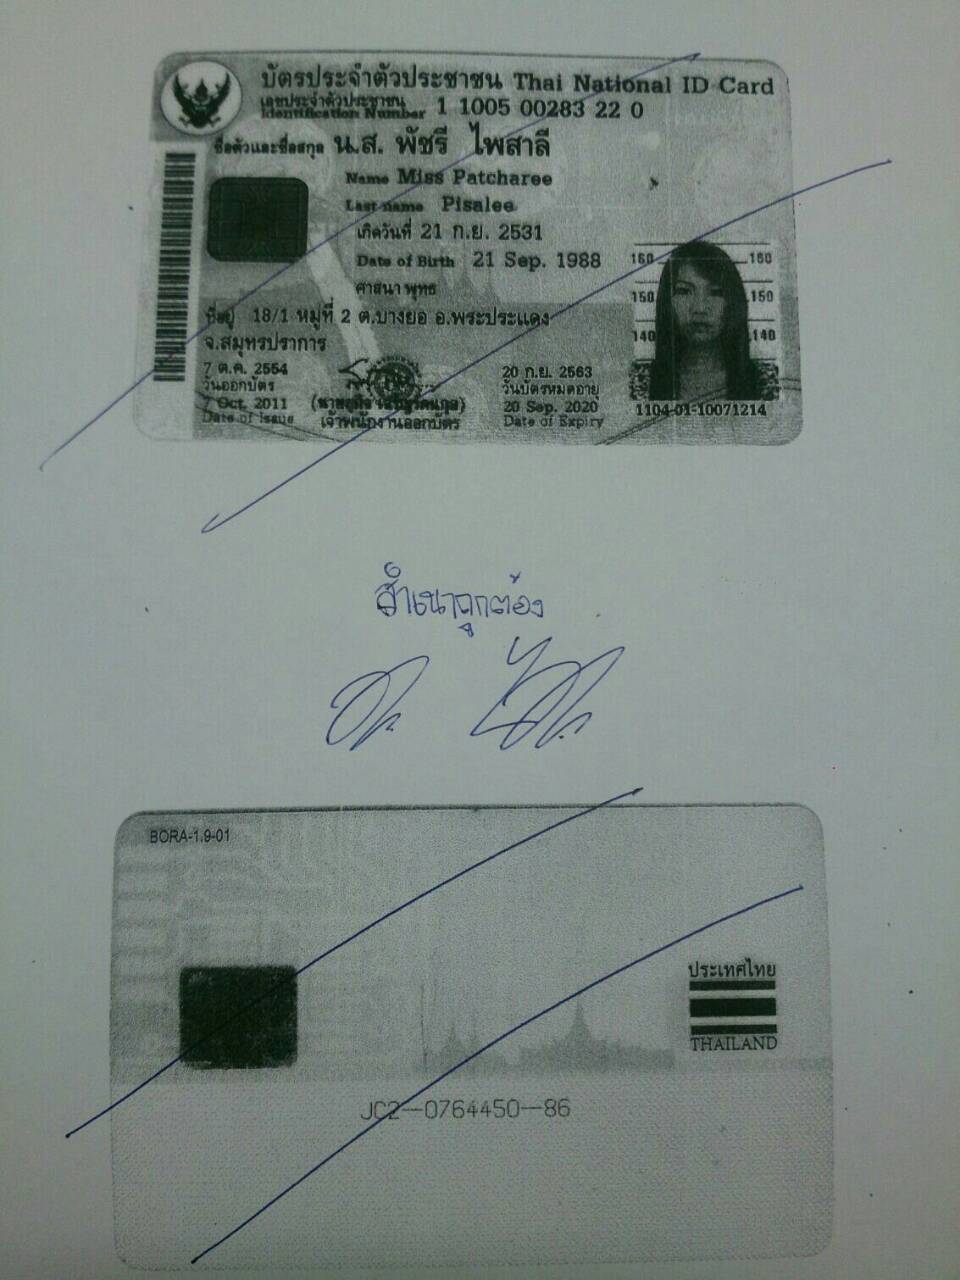 บัตรประจำตัวประชาชน Thai National ID Card
เลขประจำตัวประชาชน
Identification Number 1 1005 00283 22 0
ชื่อตัวและชื่อสกุล น.ส. พัชรี ไพสาลี
Name Miss Patcharee
Last name Pisalee
เกิดวันที่ 21 ก.ย. 2531
Date of Birth 21 Sep. 1988
ศาสนา พุทธ
ที่อยู่ 18/1 หมู่ที่ 2 ต.บางยอ อ.พระประแดง
จ.สมุทรปราการ
160 160
150 150
140 140
7 ต.ค. 2554
วันออกบัตร
7 Oct. 2011
Date of Issue
เจ้าพนักงานออกบัตร
20 ก.ย. 2563
วันบัตรหมดอายุ
20 Sep. 2020
Date of Expiry
1104-01-10071214
สำเนาถูกต้อง
BORA-1.9-01
ประเทศไทย
THAILAND
JC2-0764450-86